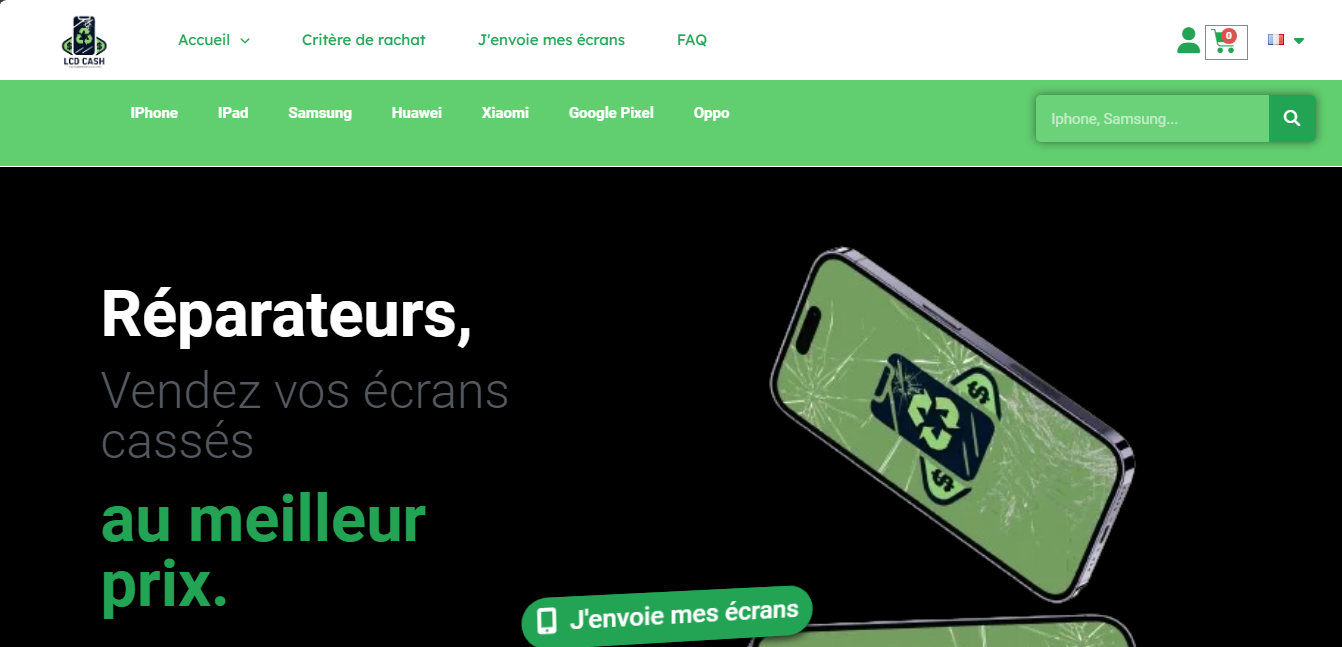 LCD CASH
Accueil
Critère de rachat
J'envoie mes écrans
FAQ
0
IPhone
IPad
Samsung
Huawei
Xiaomi
Google Pixel
Oppo
Iphone, Samsung...
Réparateurs,
Vendez vos écrans
cassés
au meilleur
prix.
$
$
J'envoie mes écrans